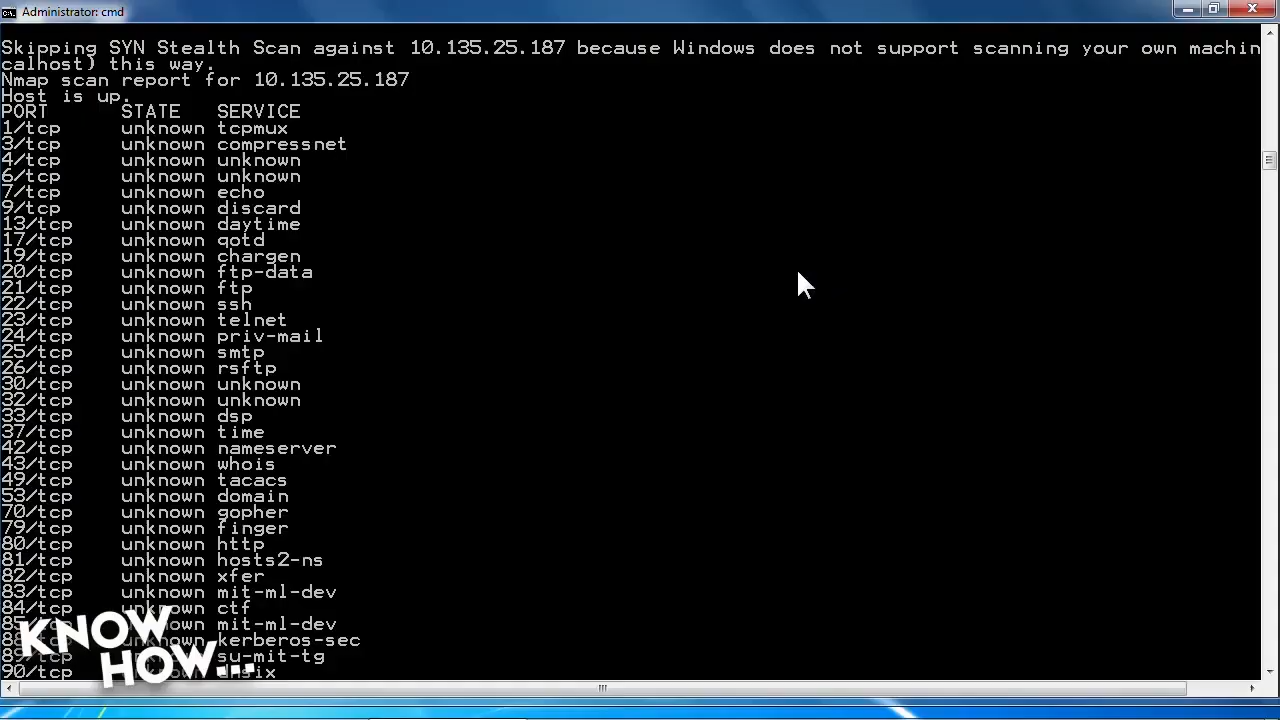 Administrator: cmd
Skipping SYN Stealth Scan against 10.135.25.187 because Windows does not support scanning your own machin
calhost) this way.
Nmap scan report for 10.135.25.187
Host is up.
PORT STATE SERVICE
1/tcp unknown tcpmux
3/tcp unknown compressnet
4/tcp unknown unknown
6/tcp unknown unknown
7/tcp unknown echo
9/tcp unknown discard
13/tcp unknown daytime
17/tcp unknown qotd
19/tcp unknown chargen
20/tcp unknown ftp-data
21/tcp unknown ftp
22/tcp unknown ssh
23/tcp unknown telnet
24/tcp unknown priv-mail
25/tcp unknown smtp
26/tcp unknown rsftp
30/tcp unknown unknown
32/tcp unknown unknown
33/tcp unknown dsp
37/tcp unknown time
42/tcp unknown nameserver
43/tcp unknown whois
49/tcp unknown tacacs
53/tcp unknown domain
70/tcp unknown gopher
79/tcp unknown finger
80/tcp unknown http
81/tcp unknown hosts2-ns
82/tcp unknown xfer
83/tcp unknown mit-ml-dev
84/tcp unknown ctf
85/tcp unknown mit-ml-dev
unknown kerberos-sec
89/tcp unknown su-mit-tg
90/tcp unknown dnsix
KNOW
HOW...